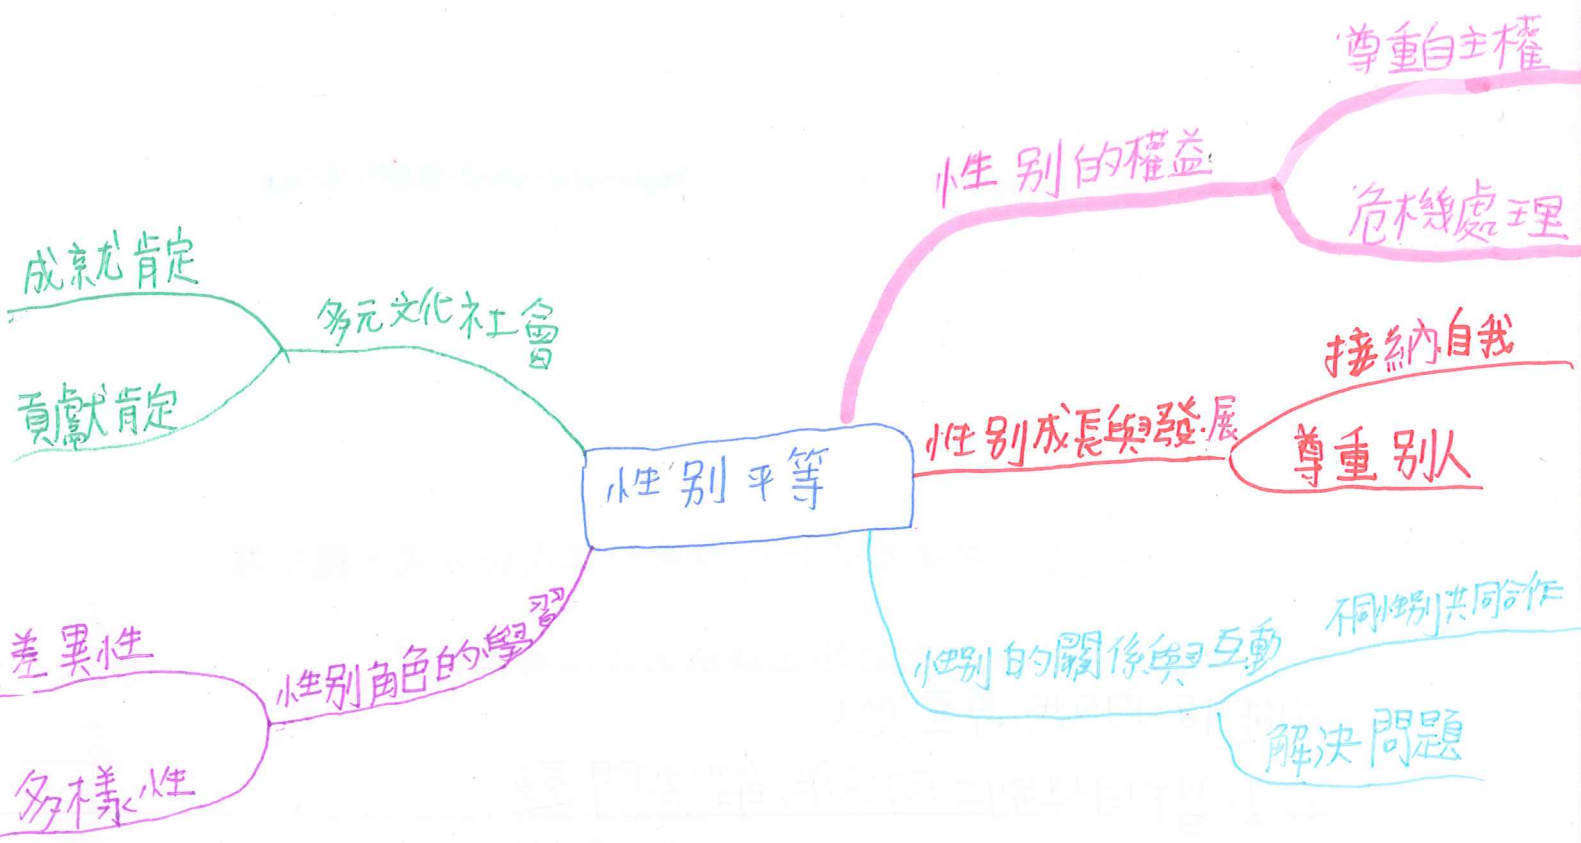 性別平等
性別的權益
尊重自主權
危機處理
性別成長與發展
接納自我
尊重別人
性別的關係與互動
不同性別共同合作
解決問題
性別角色的學習
差異性
多樣性
多元文化社會
成就肯定
貢獻肯定